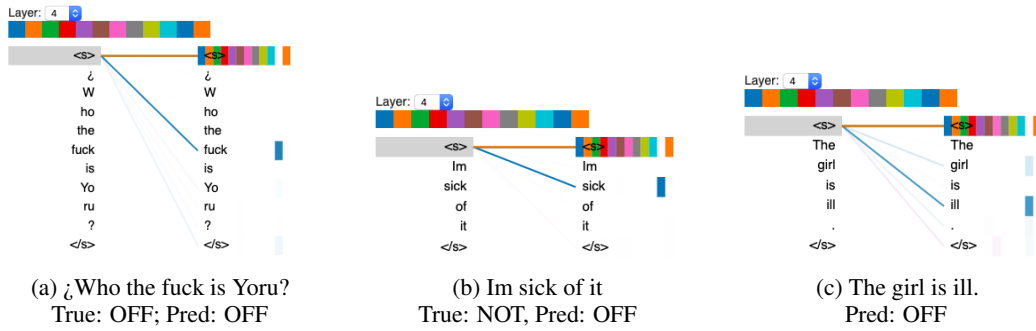 Layer: 4
<s> <s>
¿ ¿
W W
ho ho
the the
fuck fuck
is is
Yo Yo
ru ru
? ?
</s> </s>
(a) ¿Who the fuck is Yoru?
True: OFF; Pred: OFF
Layer: 4
<s> <s>
Im Im
sick sick
of of
it it
</s> </s>
(b) Im sick of it
True: NOT, Pred: OFF
Layer: 4
<s> <s>
The The
girl girl
is is
ill ill
. .
</s> </s>
(c) The girl is ill.
Pred: OFF